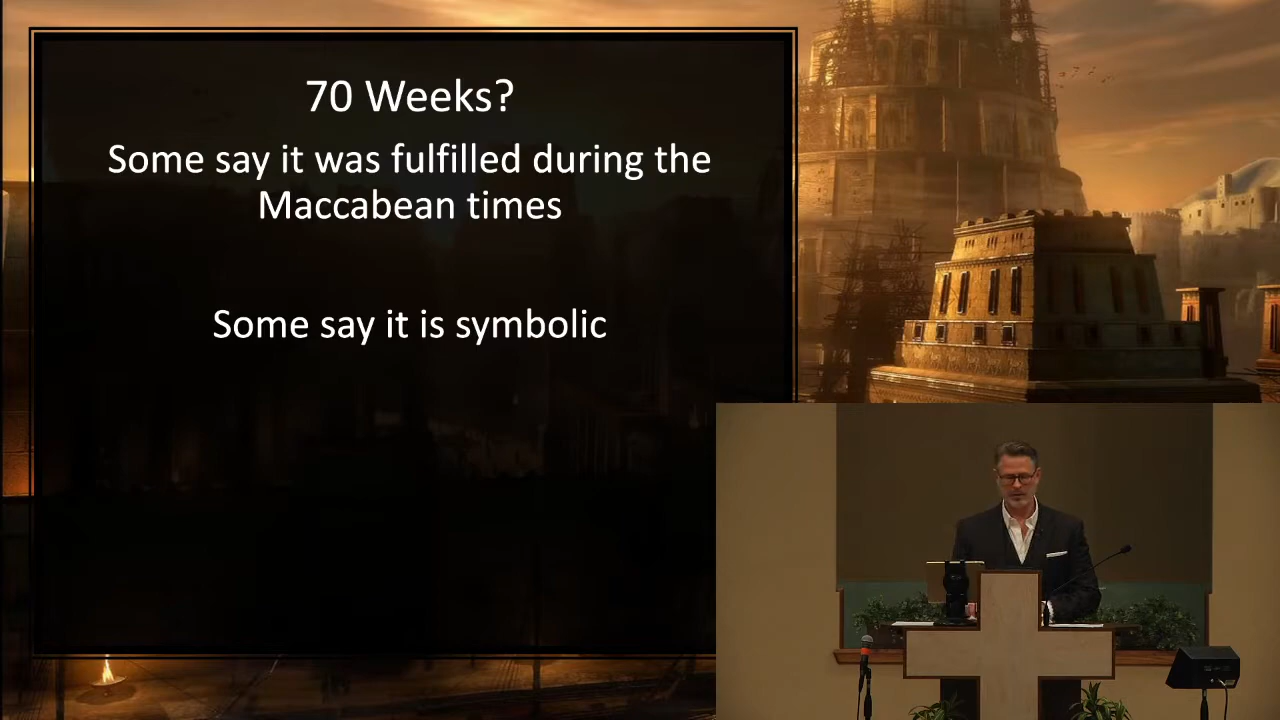 70 Weeks?
Some say it was fulfilled during the
Maccabean times
Some say it is symbolic